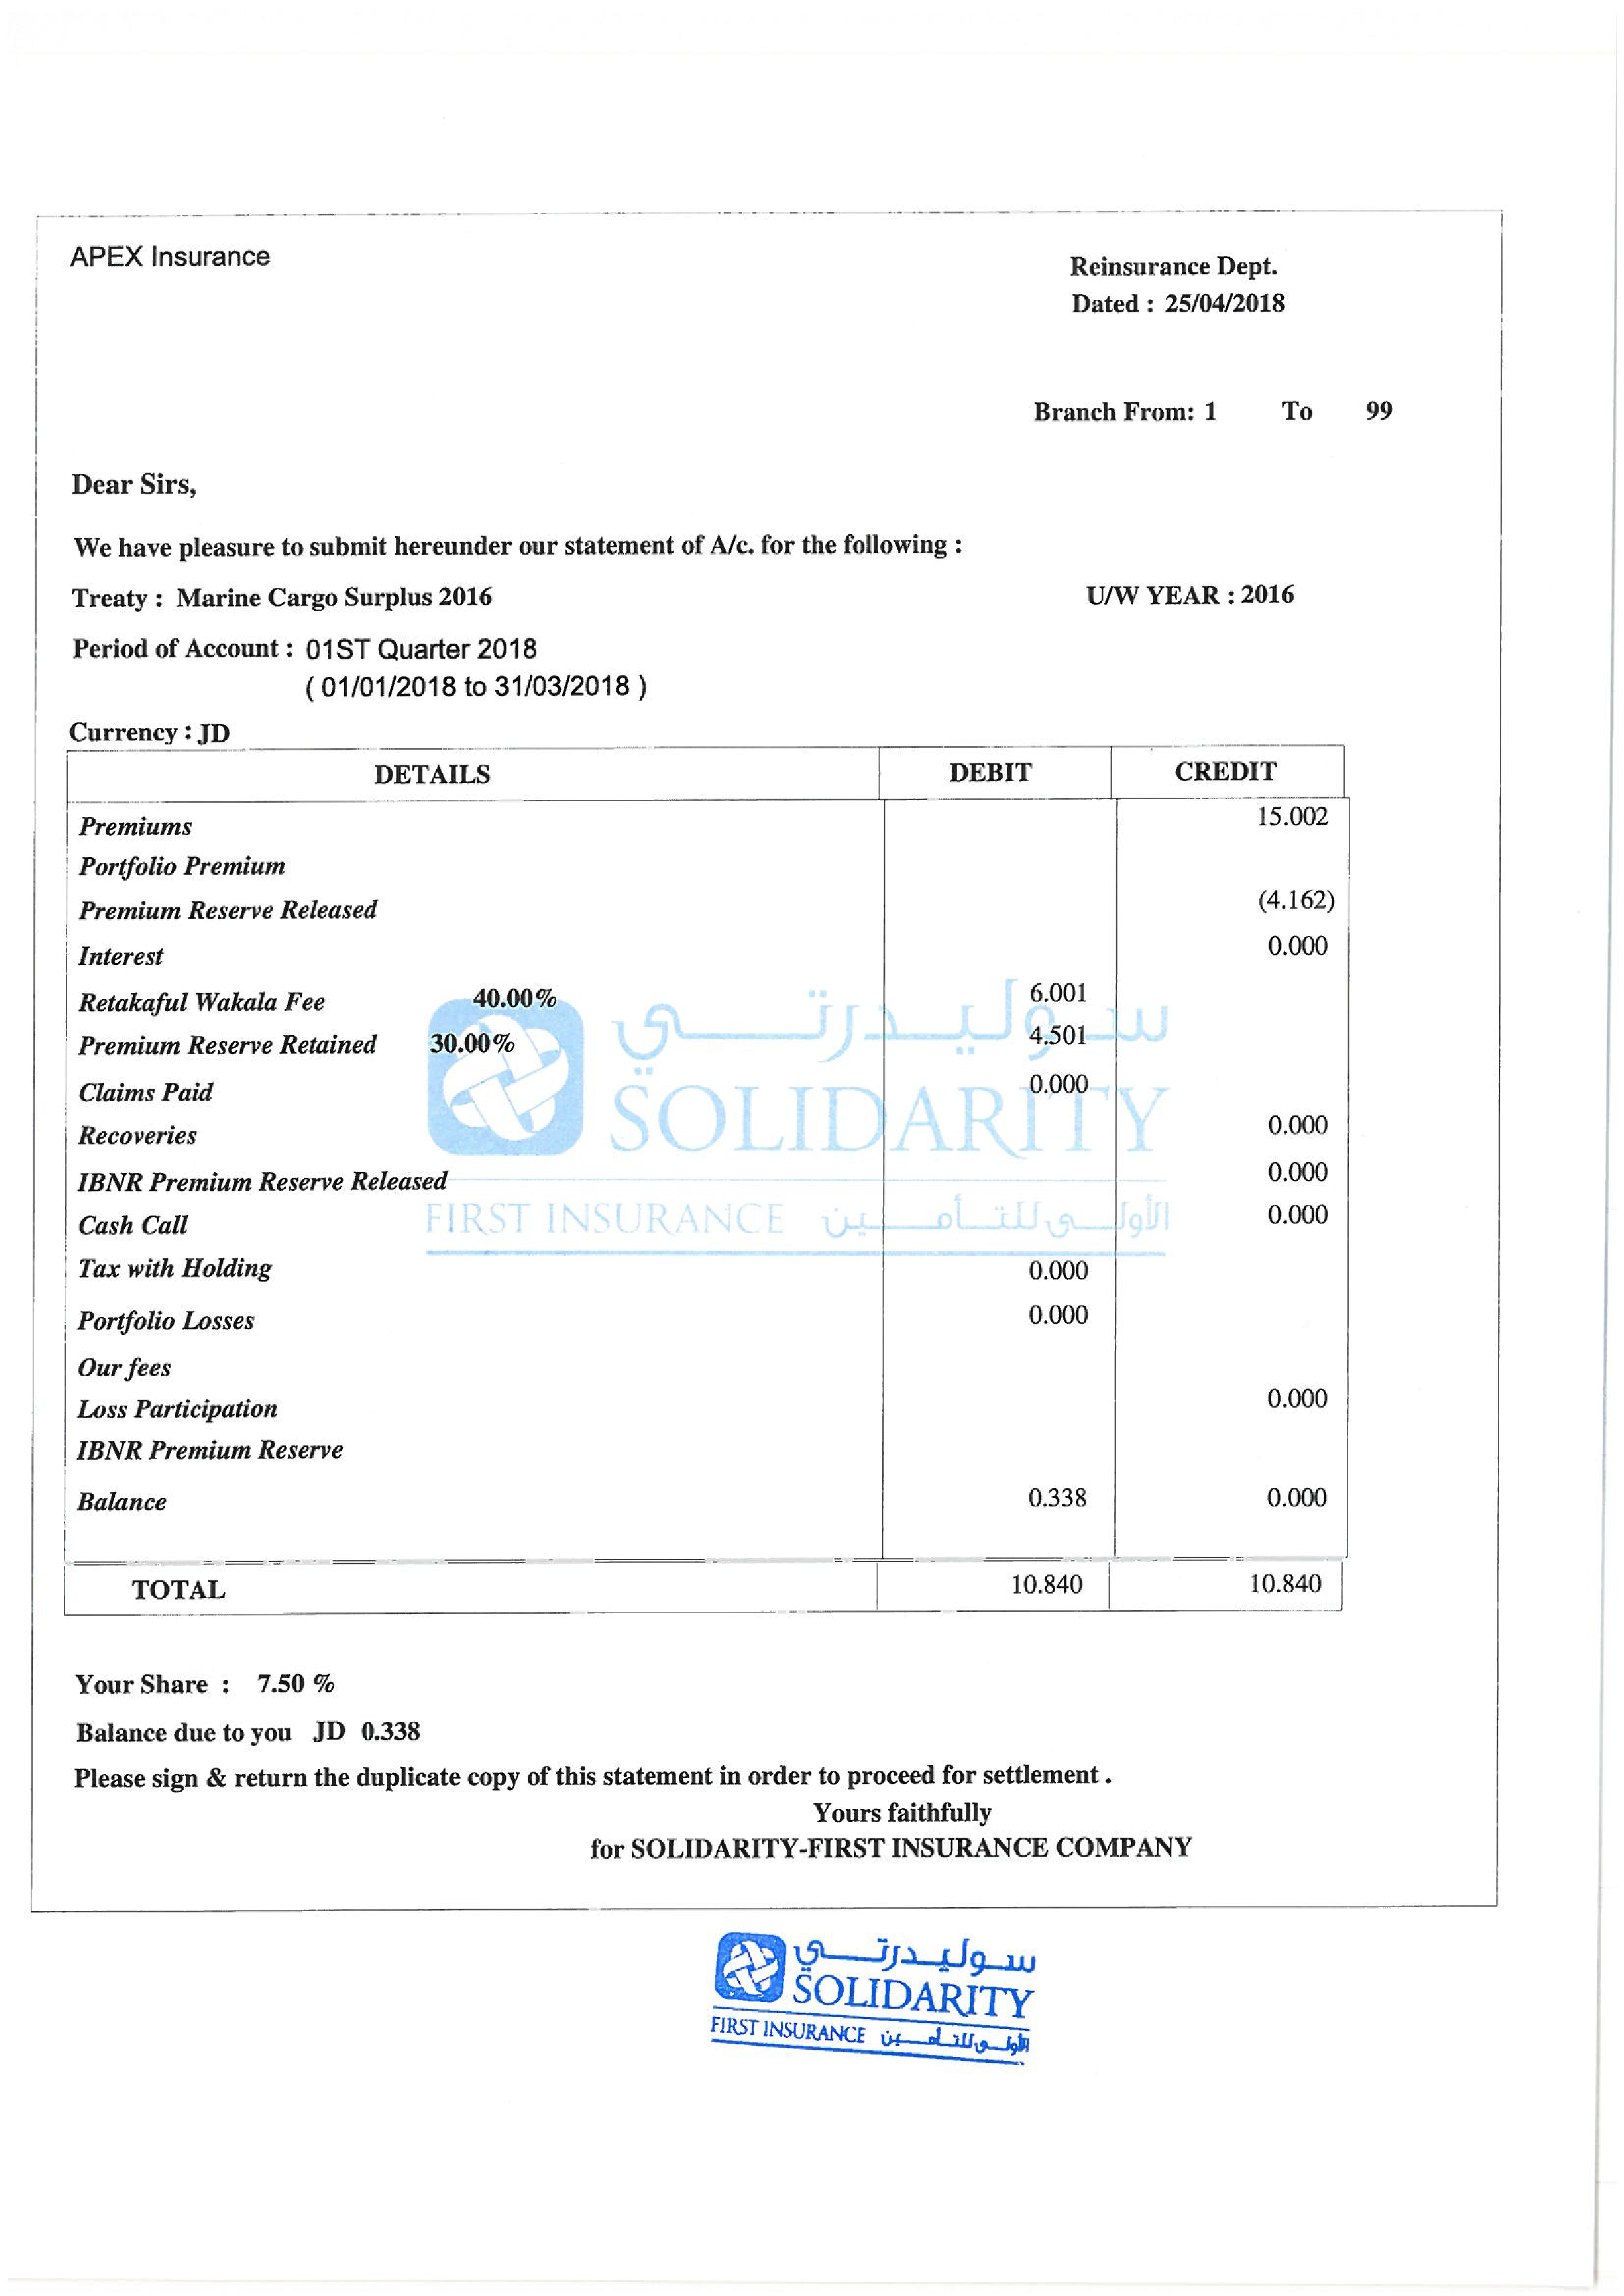 APEX Insurance
Reinsurance Dept.
Dated : 25/04/2018
Branch From: 1 To 99
Dear Sirs,
We have pleasure to submit hereunder our statement of A/c. for the following :
Treaty : Marine Cargo Surplus 2016 U/W YEAR : 2016
Period of Account : 01ST Quarter 2018
( 01/01/2018 to 31/03/2018 )
Currency : JD
DETAILS DEBIT CREDIT
Premiums 15.002
Portfolio Premium
Premium Reserve Released (4.162)
Interest 0.000
Retakaful Wakala Fee 40.00% 6.001
Premium Reserve Retained 30.00% 4.501
Claims Paid 0.000
Recoveries 0.000
IBNR Premium Reserve Released 0.000
Cash Call 0.000
Tax with Holding 0.000
Portfolio Losses 0.000
Our fees
Loss Participation 0.000
IBNR Premium Reserve
Balance 0.338 0.000
TOTAL 10.840 10.840
سوليدرتي
SOLIDARITY
FIRST INSURANCE الأولى للتأمين
Your Share : 7.50 %
Balance due to you JD 0.338
Please sign & return the duplicate copy of this statement in order to proceed for settlement .
Yours faithfully
for SOLIDARITY-FIRST INSURANCE COMPANY
سوليدرتي
SOLIDARITY
FIRST INSURANCE الأولى للتأمين